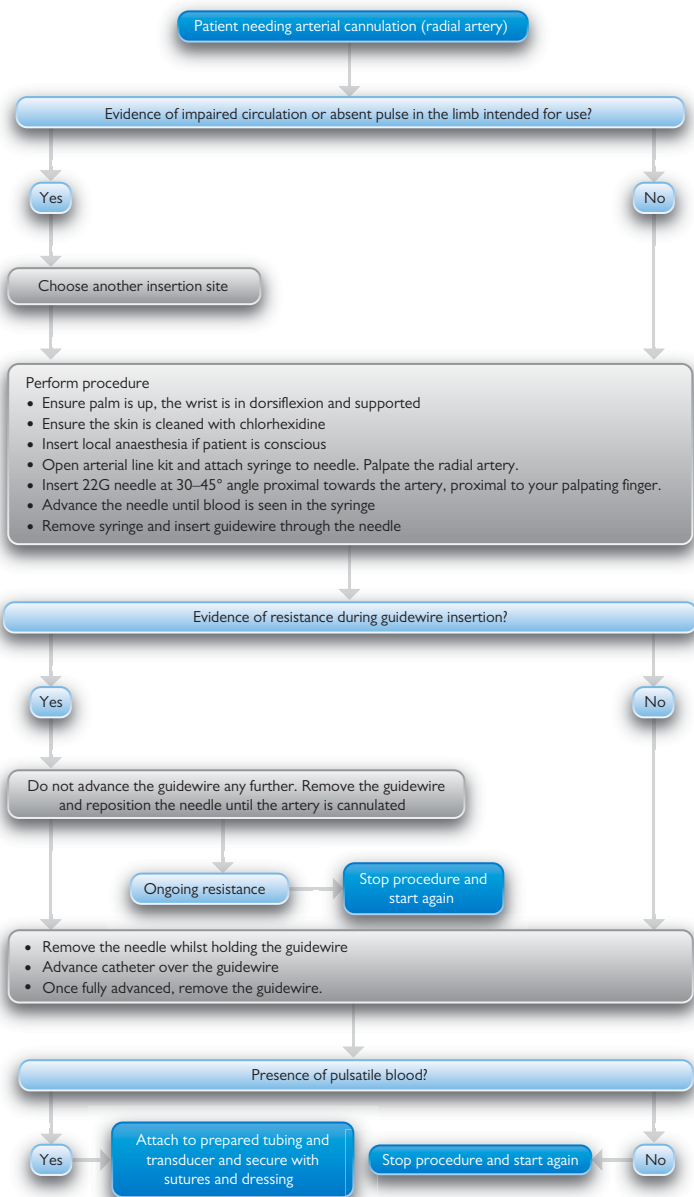 Patient needing arterial cannulation (radial artery)
Evidence of impaired circulation or absent pulse in the limb intended for use?
Yes
No
Choose another insertion site
Perform procedure
• Ensure palm is up, the wrist is in dorsiflexion and supported
• Ensure the skin is cleaned with chlorhexidine
• Insert local anaesthesia if patient is conscious
• Open arterial line kit and attach syringe to needle. Palpate the radial artery.
• Insert 22G needle at 30–45° angle proximal towards the artery, proximal to your palpating finger.
• Advance the needle until blood is seen in the syringe
• Remove syringe and insert guidewire through the needle
Evidence of resistance during guidewire insertion?
Yes
No
Do not advance the guidewire any further. Remove the guidewire
and reposition the needle until the artery is cannulated
Ongoing resistance
Stop procedure and
start again
• Remove the needle whilst holding the guidewire
• Advance catheter over the guidewire
• Once fully advanced, remove the guidewire.
Presence of pulsatile blood?
Yes
Attach to prepared tubing and
transducer and secure with
sutures and dressing
Stop procedure and start again
No